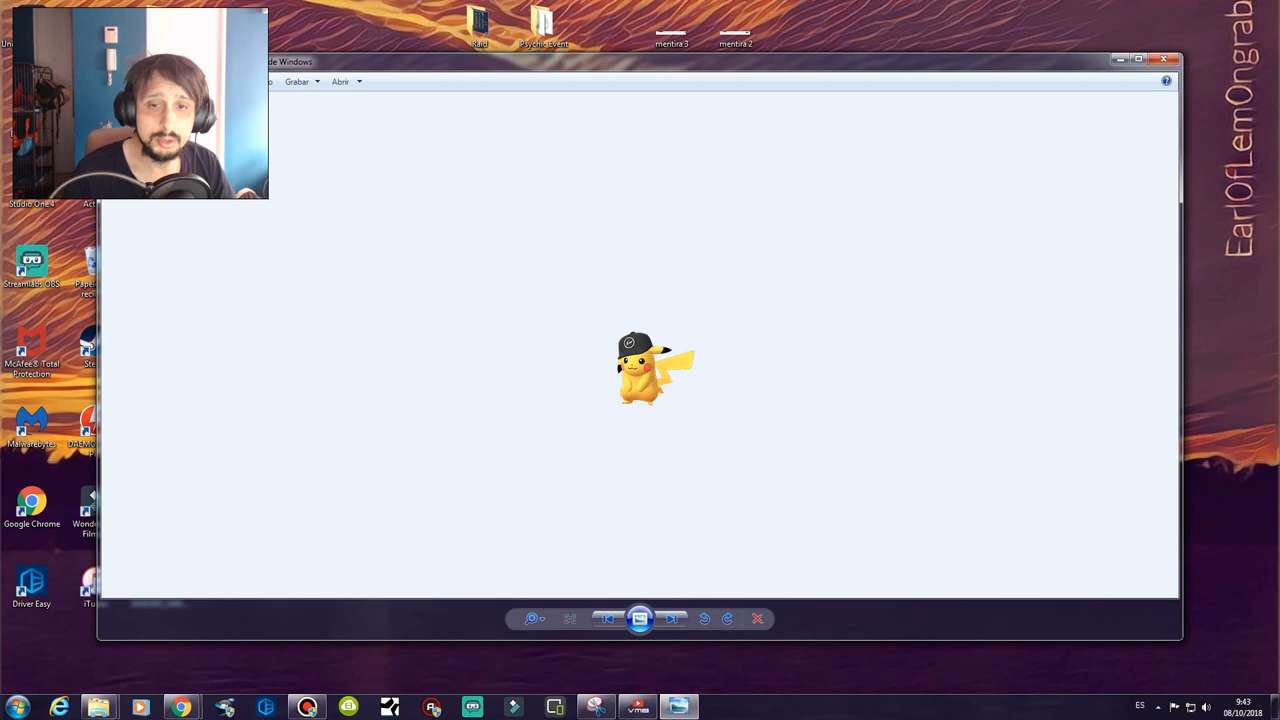 Raid
Psychic Event
mentira 3
mentira 2
de Windows
Grabar
Abrir
EarlOfLemOngrab
Studio One 4
Streamlabs OBS
McAfee® Total
Protection
Malwarebytes
Google Chrome
Driver Easy
ES
9:43
08/10/2018